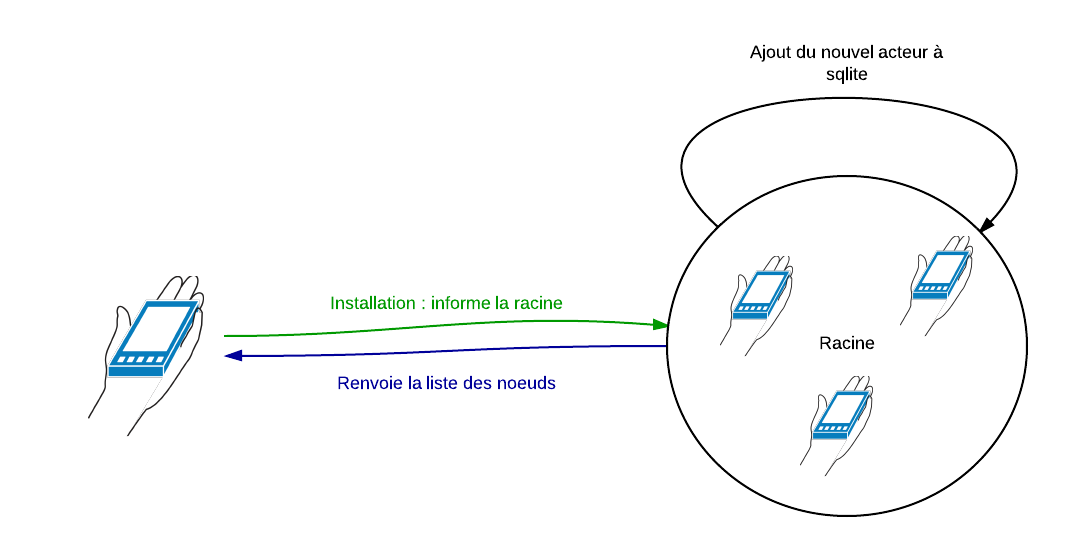 Ajout du nouvel acteur à
sqlite
Installation : informe la racine
Racine
Renvoie la liste des noeuds